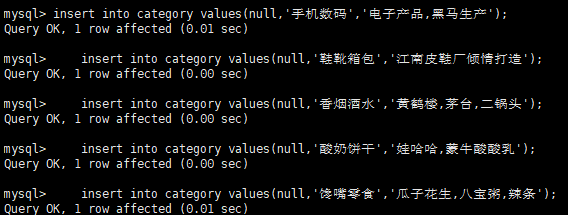 mysql> insert into category values(null,'手机数码','电子产品,黑马生产');
Query OK, 1 row affected (0.01 sec)
mysql>     insert into category values(null,'鞋靴箱包','江南皮鞋厂倾情打造');
Query OK, 1 row affected (0.00 sec)
mysql>     insert into category values(null,'香烟酒水','黄鹤楼,茅台,二锅头');
Query OK, 1 row affected (0.00 sec)
mysql>     insert into category values(null,'酸奶饼干','娃哈哈,蒙牛酸酸乳');
Query OK, 1 row affected (0.00 sec)
mysql>     insert into category values(null,'馋嘴零食','瓜子花生,八宝粥,辣条');
Query OK, 1 row affected (0.01 sec)